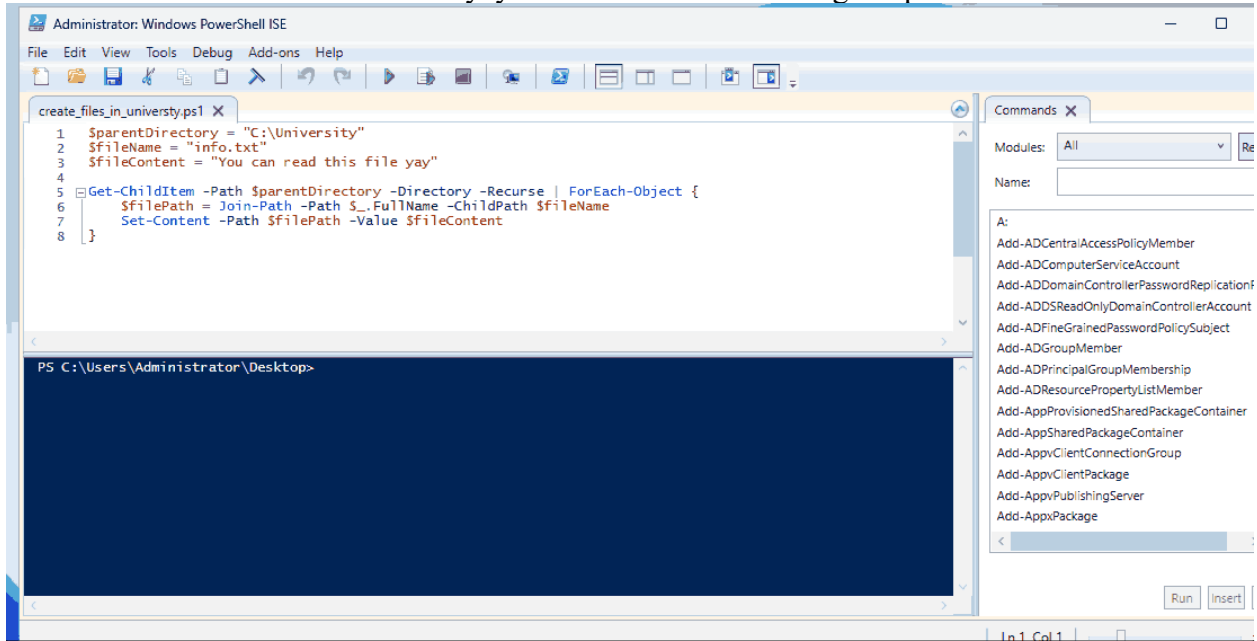 Administrator: Windows PowerShell ISE
File Edit View Tools Debug Add-ons Help
create_files_in_universty.ps1 X
1 $parentDirectory = "C:\University"
2 $fileName = "info.txt"
3 $fileContent = "You can read this file yay"
4
5 Get-ChildItem -Path $parentDirectory -Directory -Recurse | ForEach-Object {
6 $filePath = Join-Path -Path $_.FullName -ChildPath $fileName
7 Set-Content -Path $filePath -Value $fileContent
8 }
PS C:\Users\Administrator\Desktop>
Commands X
Modules: All Re
Name:
A:
Add-ADCentralAccessPolicyMember
Add-ADComputerServiceAccount
Add-ADDomainControllerPasswordReplicationP
Add-ADDSReadOnlyDomainControllerAccount
Add-ADFineGrainedPasswordPolicySubject
Add-ADGroupMember
Add-ADPrincipalGroupMembership
Add-ADResourcePropertyListMember
Add-AppProvisionedSharedPackageContainer
Add-AppSharedPackageContainer
Add-AppvClientConnectionGroup
Add-AppvClientPackage
Add-AppvPublishingServer
Add-AppxPackage
Run Insert
Ln 1 Col 1